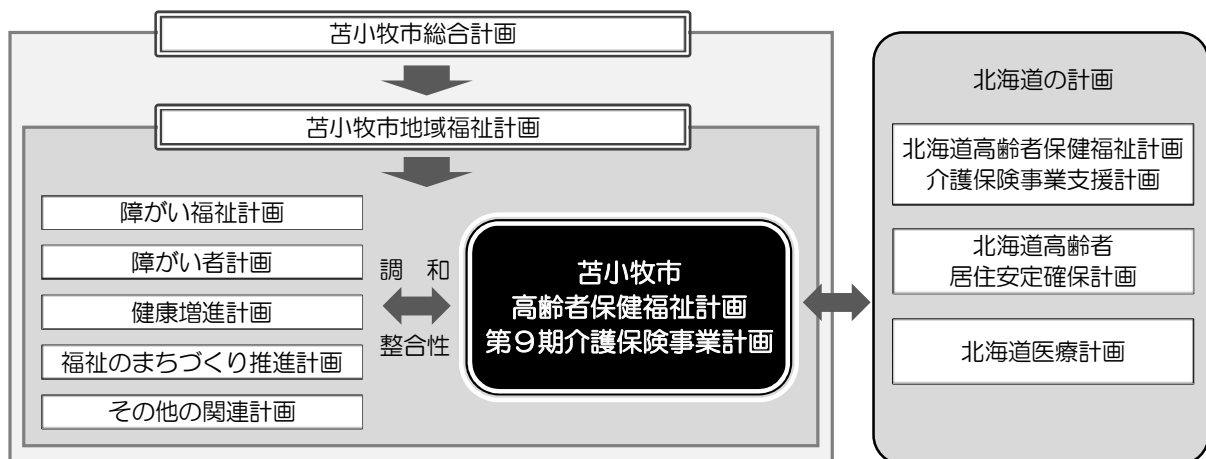 苫小牧市総合計画
苫小牧市地域福祉計画
障がい福祉計画
障がい者計画
健康増進計画
福祉のまちづくり推進計画
その他の関連計画
調 和
整合性
苫小牧市
高齢者保健福祉計画
第9期介護保険事業計画
北海道の計画
北海道高齢者保健福祉計画
介護保険事業支援計画
北海道高齢者
居住安定確保計画
北海道医療計画